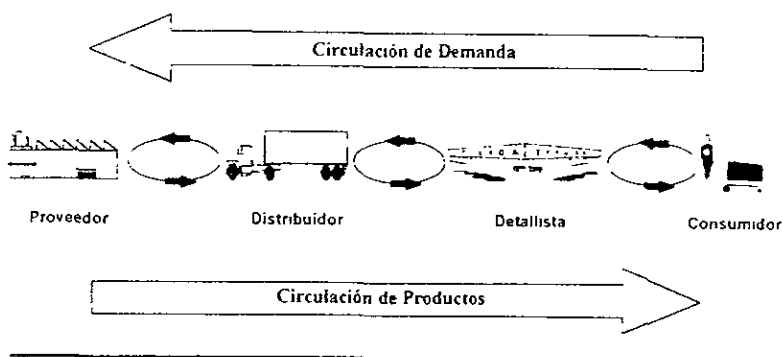 Circulación de Demanda
Proveedor Distribuidor Detallista Consumidor
Circulación de Productos